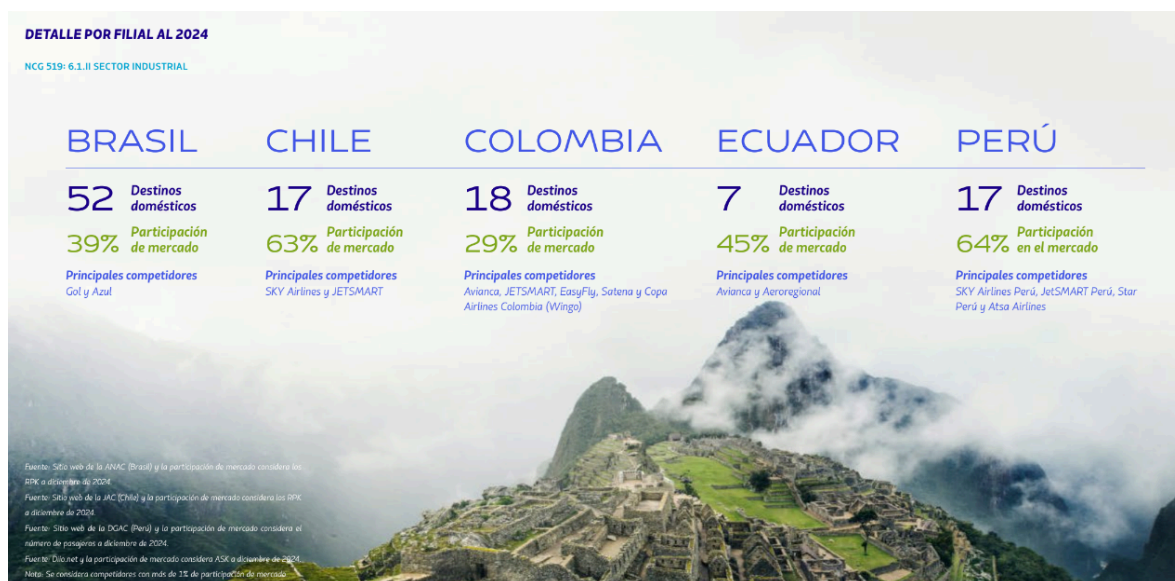 DETALLE POR FILIAL AL 2024
NCG 519: 6.1.II SECTOR INDUSTRIAL
BRASIL
52 Destinos
domésticos
39% Participación
de mercado
Principales competidores
Gol y Azul
CHILE
17 Destinos
domésticos
63% Participación
de mercado
Principales competidores
SKY Airlines y JETSMART
COLOMBIA
18 Destinos
domésticos
29% Participación
de mercado
Principales competidores
Avianca, JETSMART, EasyFly, Satena y Copa
Airlines Colombia (Wingo)
ECUADOR
7 Destinos
domésticos
45% Participación
de mercado
Principales competidores
Avianca y Aeroregional
PERÚ
17 Destinos
domésticos
64% Participación
en el mercado
Principales competidores
SKY Airlines Perú, JetSMART Perú, Star
Perú y Atsa Airlines
Fuente: Sitio web de la ANAC (Brasil) y la participación de mercado considera los
RPK a diciembre de 2024.
Fuente: Sitio web de la JAC (Chile) y la participación de mercado considera los RPK
a diciembre de 2024.
Fuente: Sitio web de la DGAC (Perú) y la participación de mercado considera el
número de pasajeros a diciembre de 2024.
Fuente: Diio.net y la participación de mercado considera ASK a diciembre de 2024.
Nota: Se considera competidores con más de 1% de participación de mercado